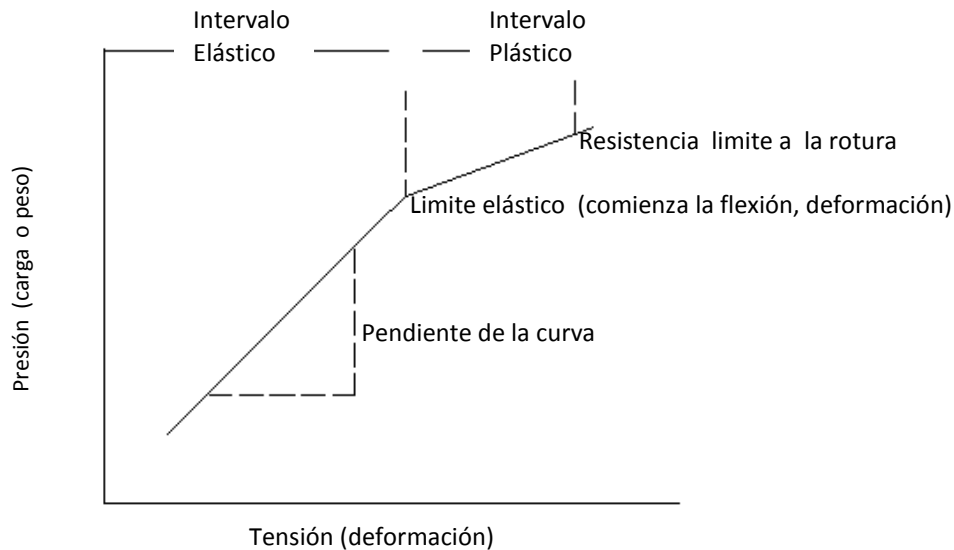 Intervalo
Elástico
Intervalo
Plástico
Resistencia limite a la rotura
Limite elástico (comienza la flexión, deformación)
Pendiente de la curva
Presión (carga o peso)
Tensión (deformación)